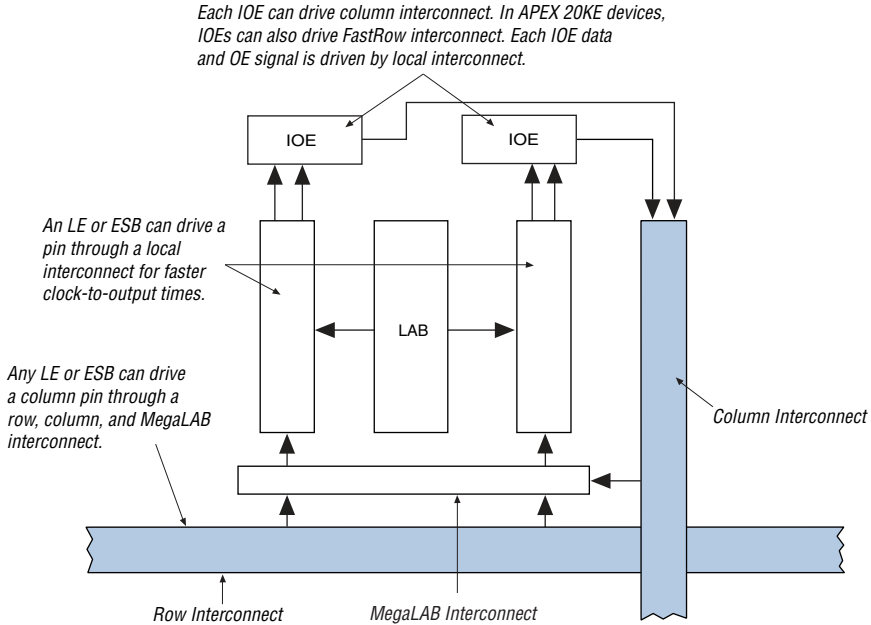 Each IOE can drive column interconnect. In APEX 20KE devices,
IOEs can also drive FastRow interconnect. Each IOE data
and OE signal is driven by local interconnect.
IOE
IOE
An LE or ESB can drive a
pin through a local
interconnect for faster
clock-to-output times.
LAB
Any LE or ESB can drive
a column pin through a
row, column, and MegaLAB
interconnect.
Column Interconnect
Row Interconnect
MegaLAB Interconnect